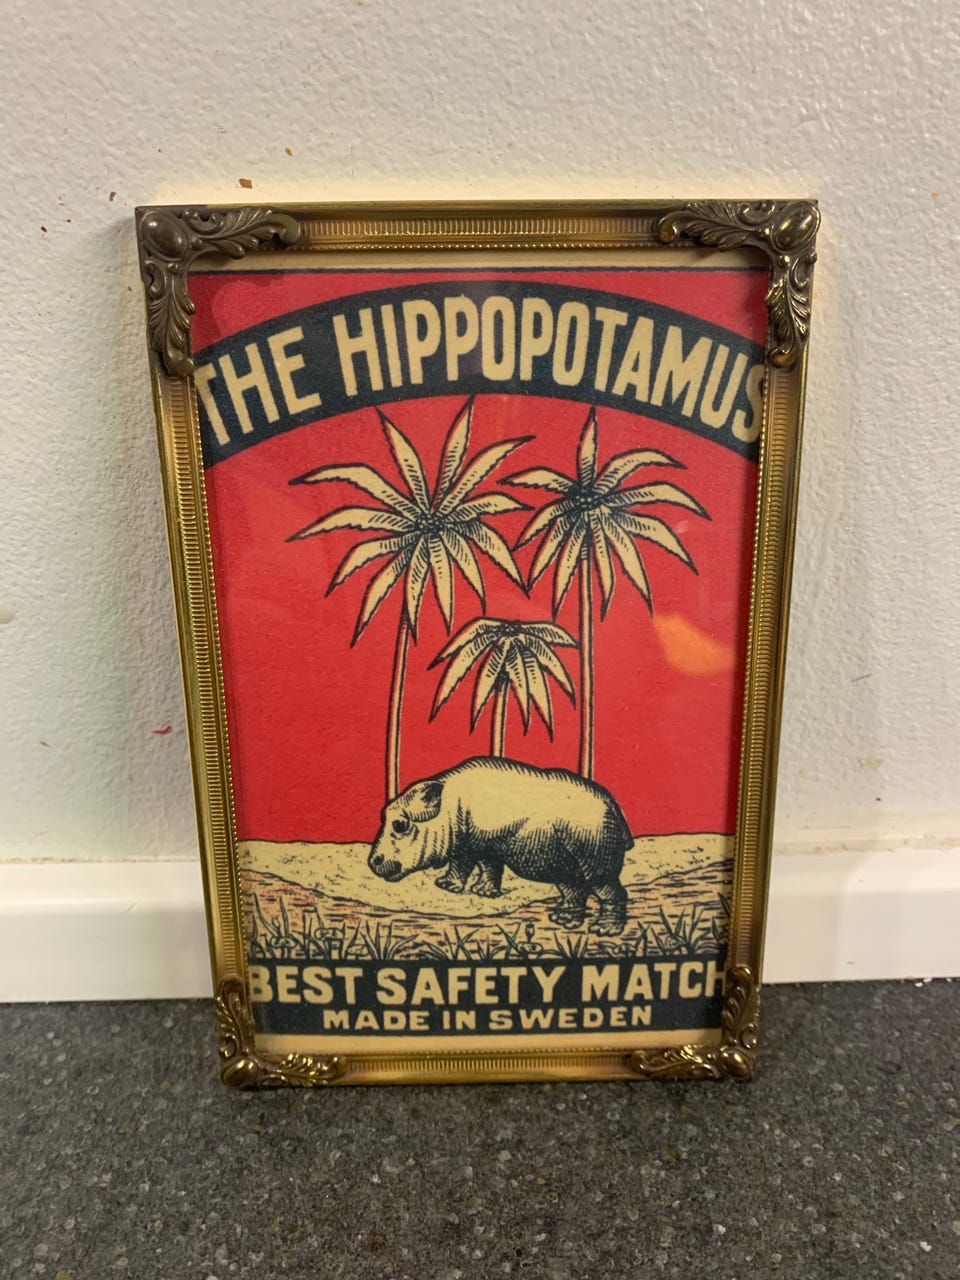 THE HIPPOPOTAMUS
BEST SAFETY MATCH
MADE IN SWEDEN